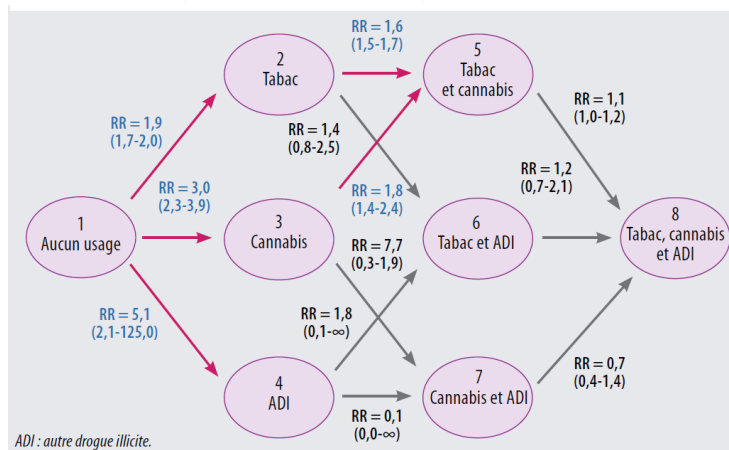 RR = 1,6
(1,5-1,7)
2
Tabac
5
Tabac
et cannabis
RR = 1,9
(1,7-2,0)
RR = 1,4
(0,8-2,5)
RR = 1,1
(1,0-1,2)
RR = 3,0
(2,3-3,9)
RR = 1,8
(1,4-2,4)
RR = 1,2
(0,7-2,1)
1
Aucun usage
3
Cannabis
6
Tabac et ADI
8
Tabac, cannabis
et ADI
RR = 7,7
(0,3-1,9)
RR = 5,1
(2,1-125,0)
RR = 1,8
(0,1-∞)
4
ADI
7
Cannabis et ADI
RR = 0,7
(0,4-1,4)
RR = 0,1
(0,0-∞)
ADI : autre drogue illicite.